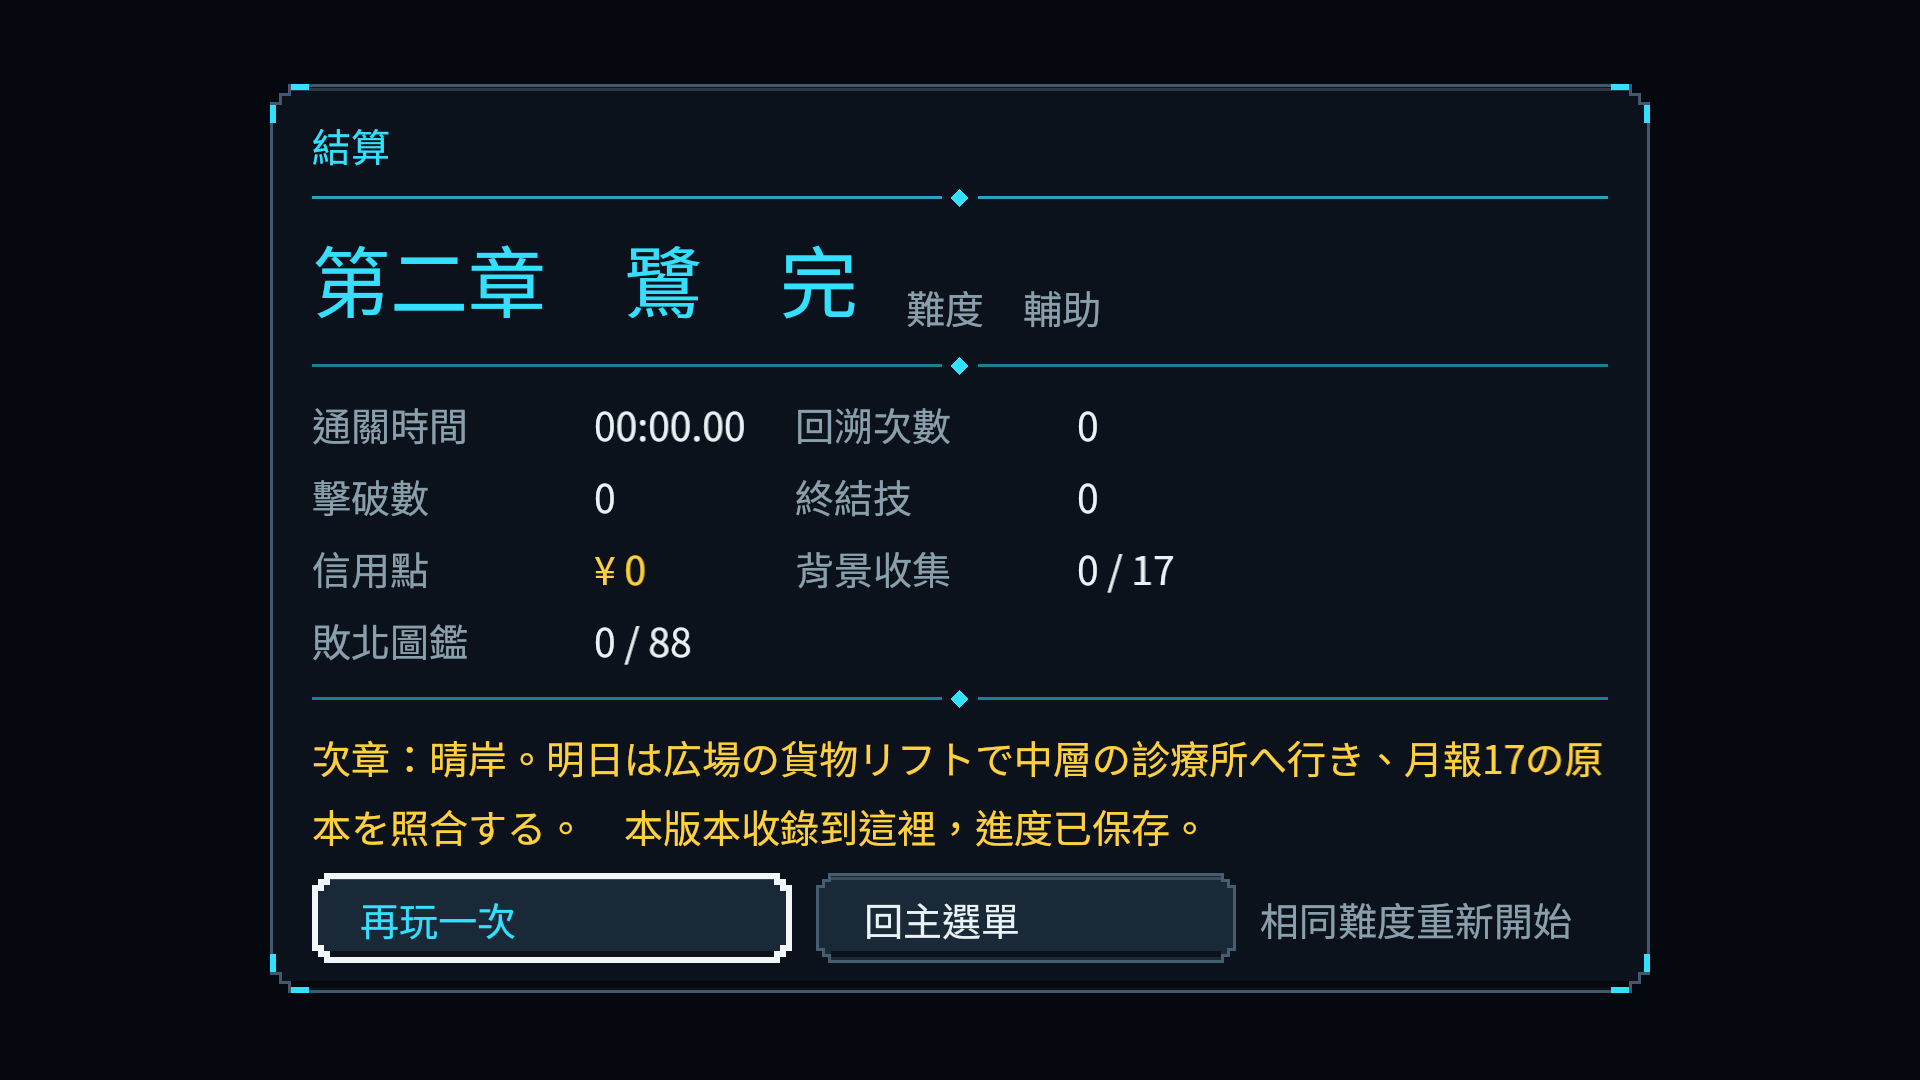 結算
第二章　鷺　完　難度　輔助
通關時間 00:00.00 回溯次數 0
擊破數 0 終結技 0
信用點 ¥ 0 背景收集 0 / 17
敗北圖鑑 0 / 88
次章：晴岸。明日は広場の貨物リフトで中層の診療所へ行き、月報17の原
本を照合する。　本版本收錄到這裡，進度已保存。
再玩一次 回主選單 相同難度重新開始